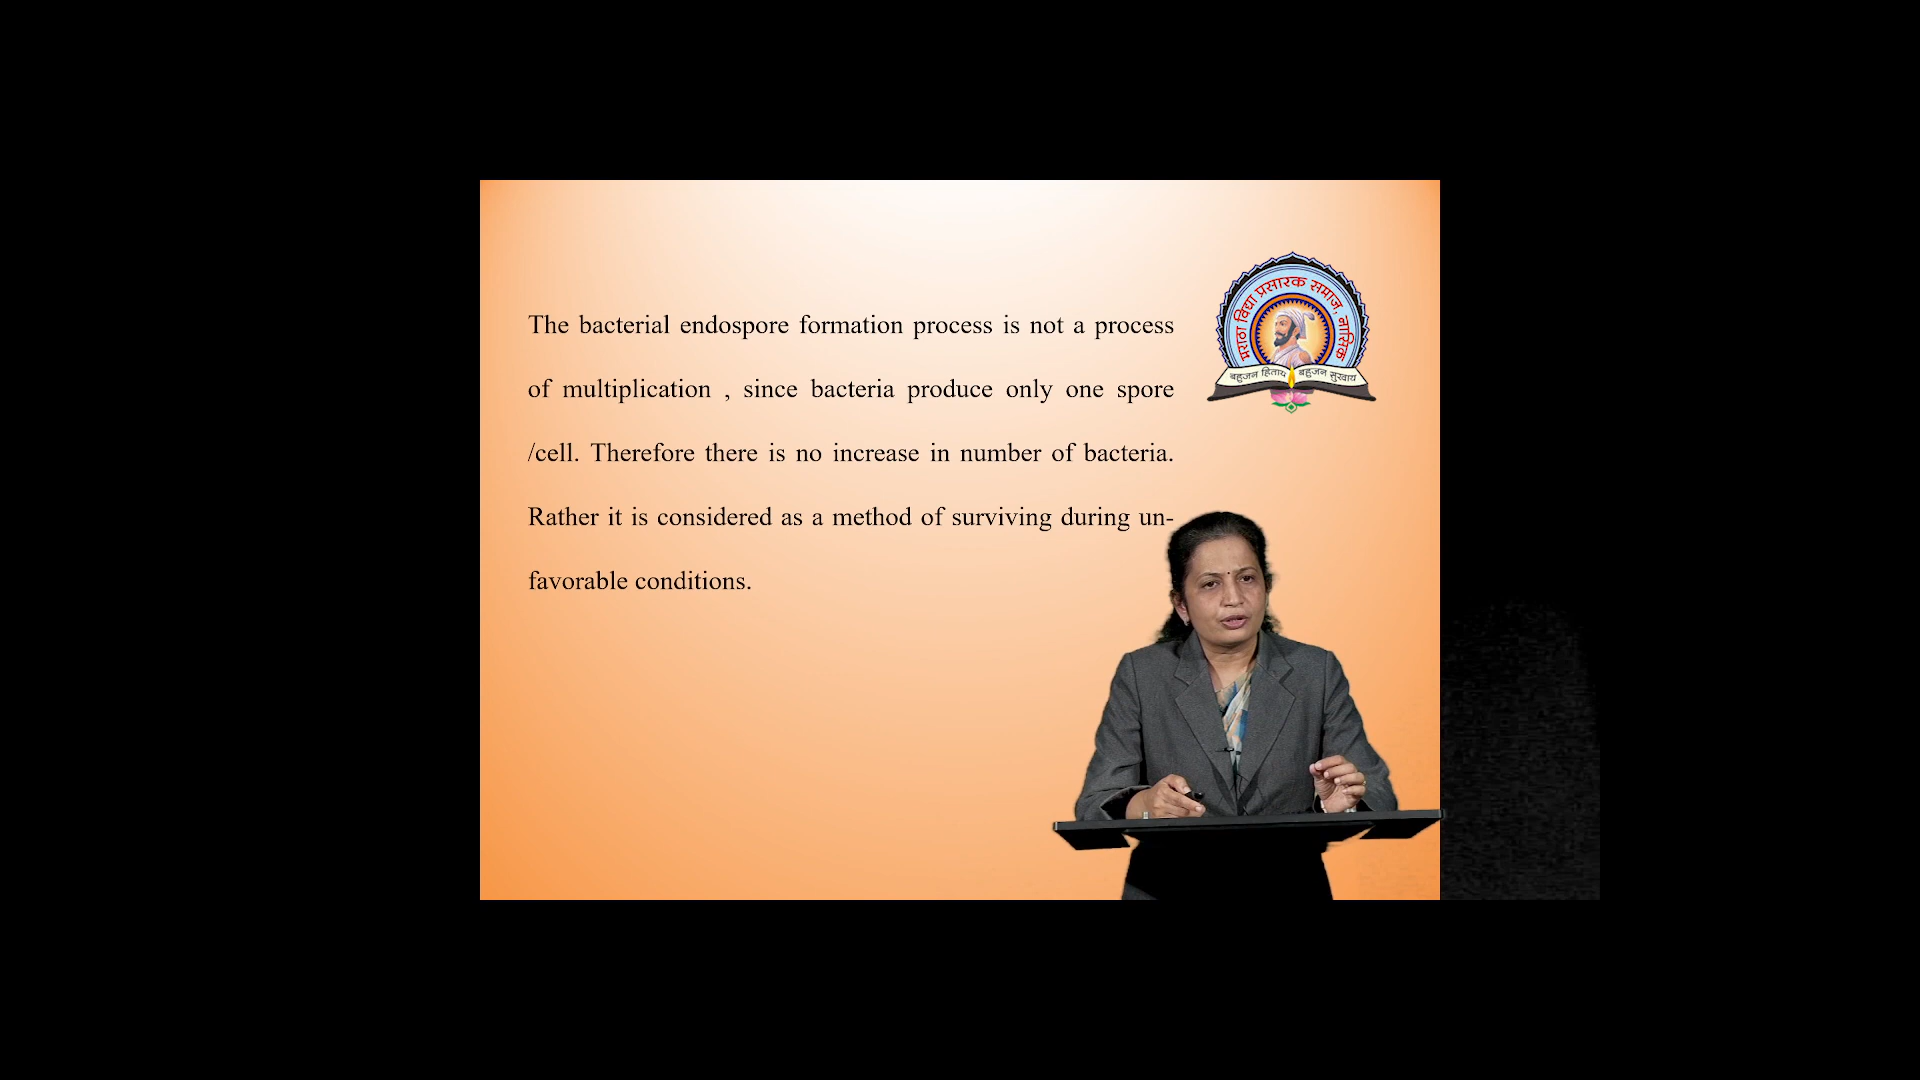 The bacterial endospore formation process is not a process
of multiplication , since bacteria produce only one spore
/cell. Therefore there is no increase in number of bacteria.
Rather it is considered as a method of surviving during un-
favorable conditions.
मराठा विद्या प्रसारक समाज, नासिक
बहुजन हिताय बहुजन सुखाय